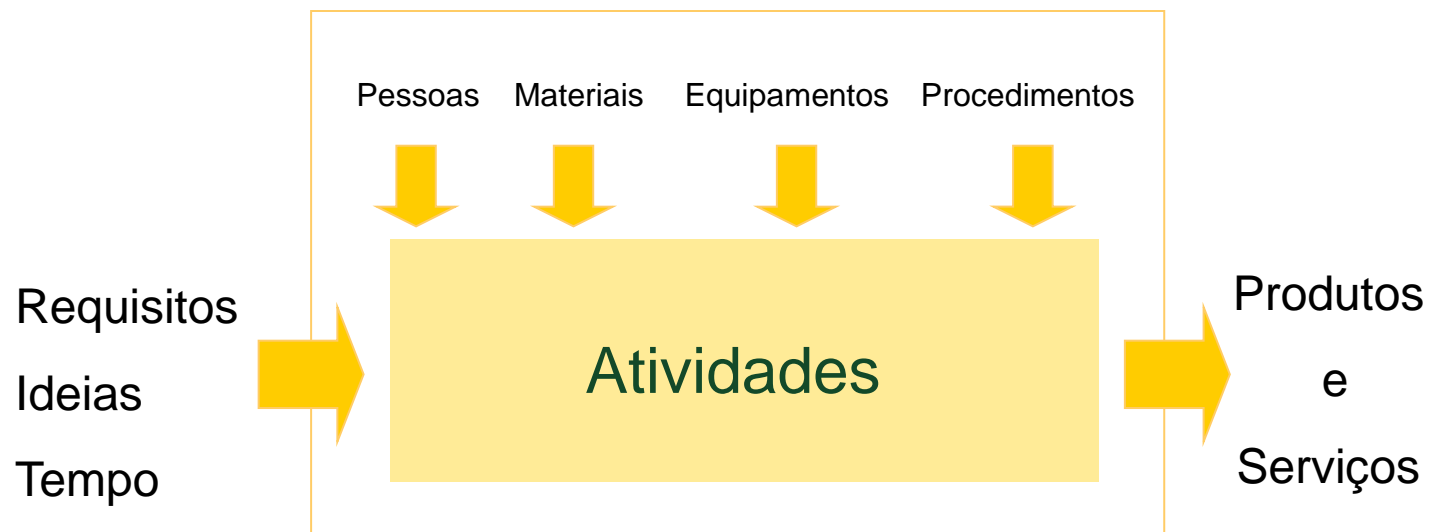 Pessoas Materiais Equipamentos Procedimentos
Requisitos
Ideias
Tempo
Atividades
Produtos
e
Serviços